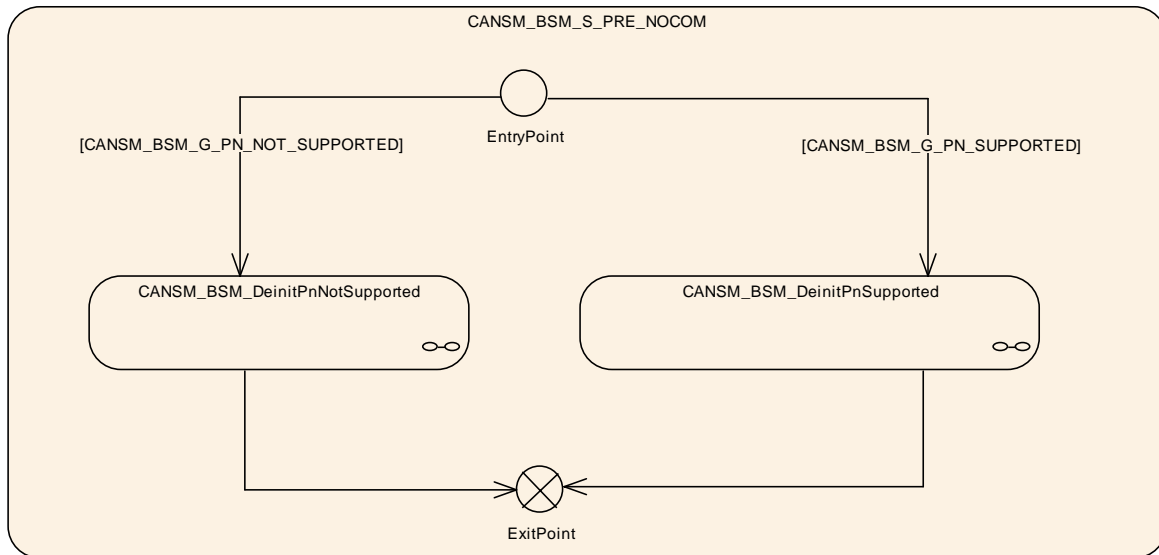 CANSM_BSM_S_PRE_NOCOM
EntryPoint
[CANSM_BSM_G_PN_NOT_SUPPORTED]
[CANSM_BSM_G_PN_SUPPORTED]
CANSM_BSM_DeinitPnNotSupported
CANSM_BSM_DeinitPnSupported
ExitPoint